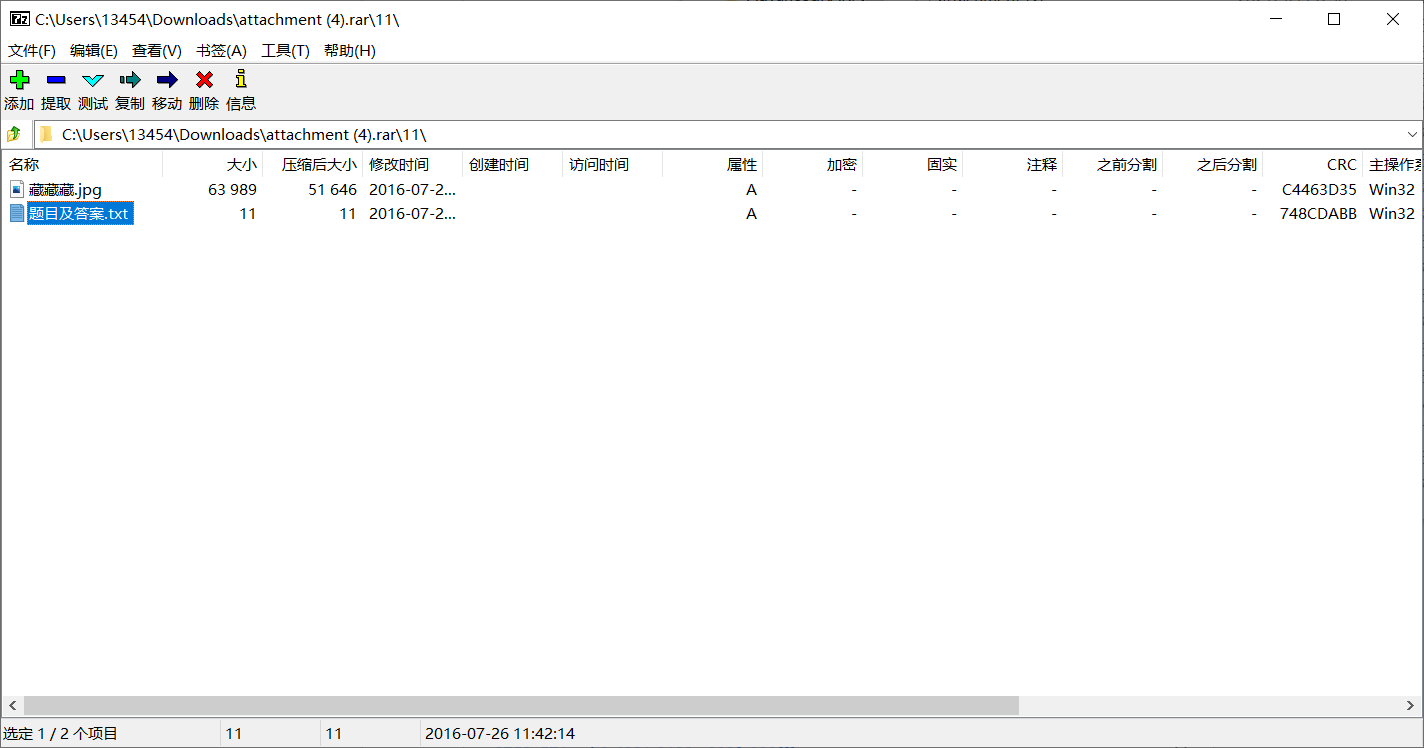 C:\Users\13454\Downloads\attachment (4).rar\11\
文件(F) 编辑(E) 查看(V) 书签(A) 工具(T) 帮助(H)
添加 提取 测试 复制 移动 删除 信息
C:\Users\13454\Downloads\attachment (4).rar\11\
名称 大小 压缩后大小 修改时间 创建时间 访问时间 属性 加密 固实 注释 之前分割 之后分割 CRC 主操作系
藏藏藏.jpg 63 989 51 646 2016-07-2... A - - - - - C4463D35 Win32
题目及答案.txt 11 11 2016-07-2... A - - - - - 748CDABB Win32
选定 1 / 2 个项目 11 11 2016-07-26 11:42:14